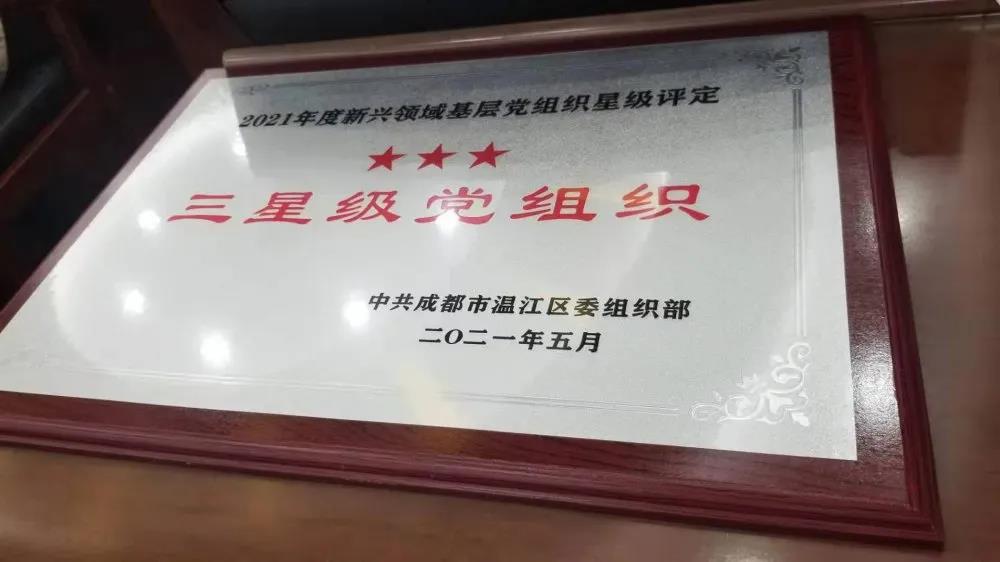 2021年度新兴领域基层党组织星级评定
★★★
三星级党组织
中共成都市温江区委组织部
二〇二一年五月